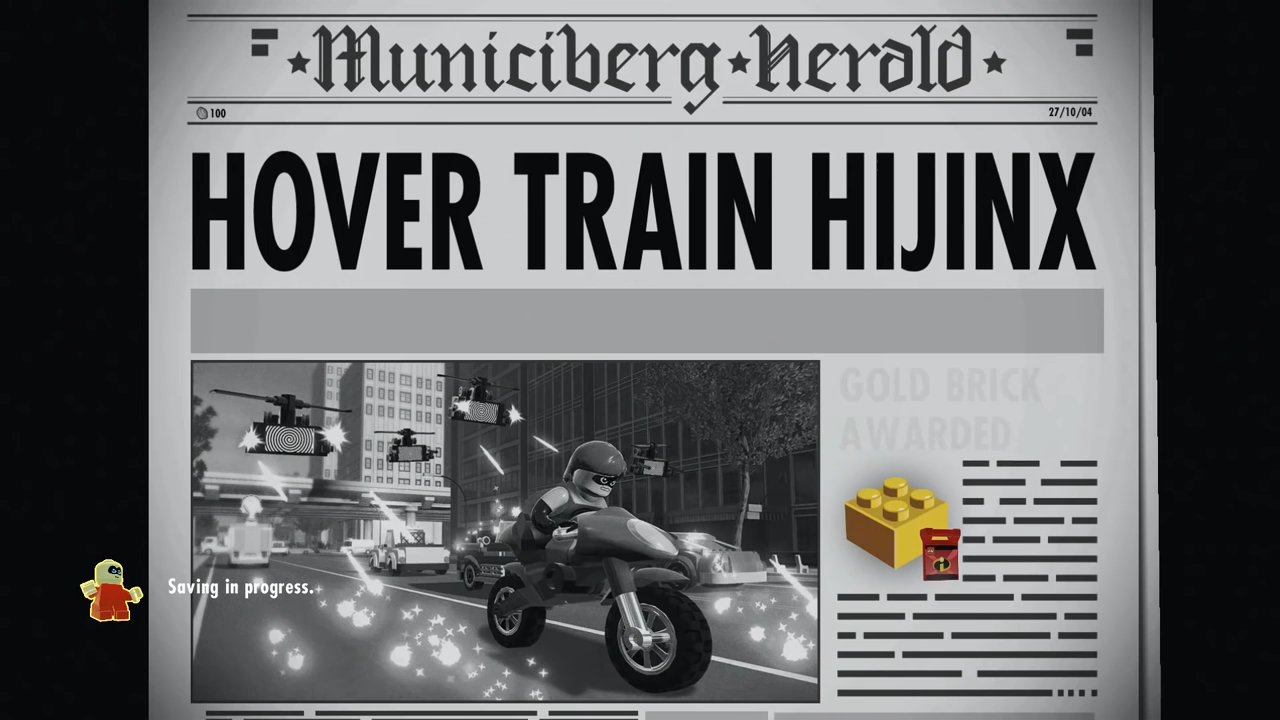 Municiberg Herald
100
27/10/04
HOVER TRAIN HIJINX
GOLD BRICK
AWARDED
Saving in progress.